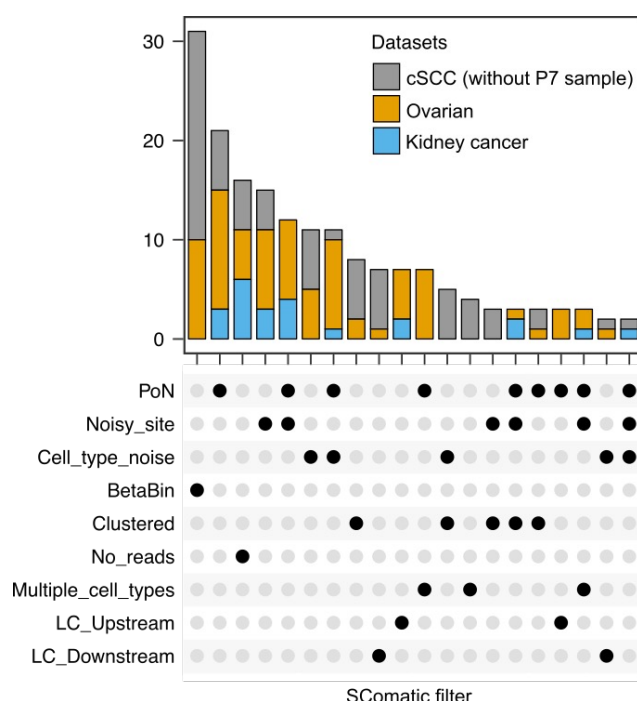 30
20
10
0
Datasets
cSCC (without P7 sample)
Ovarian
Kidney cancer
PoN
Noisy_site
Cell_type_noise
BetaBin
Clustered
No_reads
Multiple_cell_types
LC_Upstream
LC_Downstream
SComatic filter